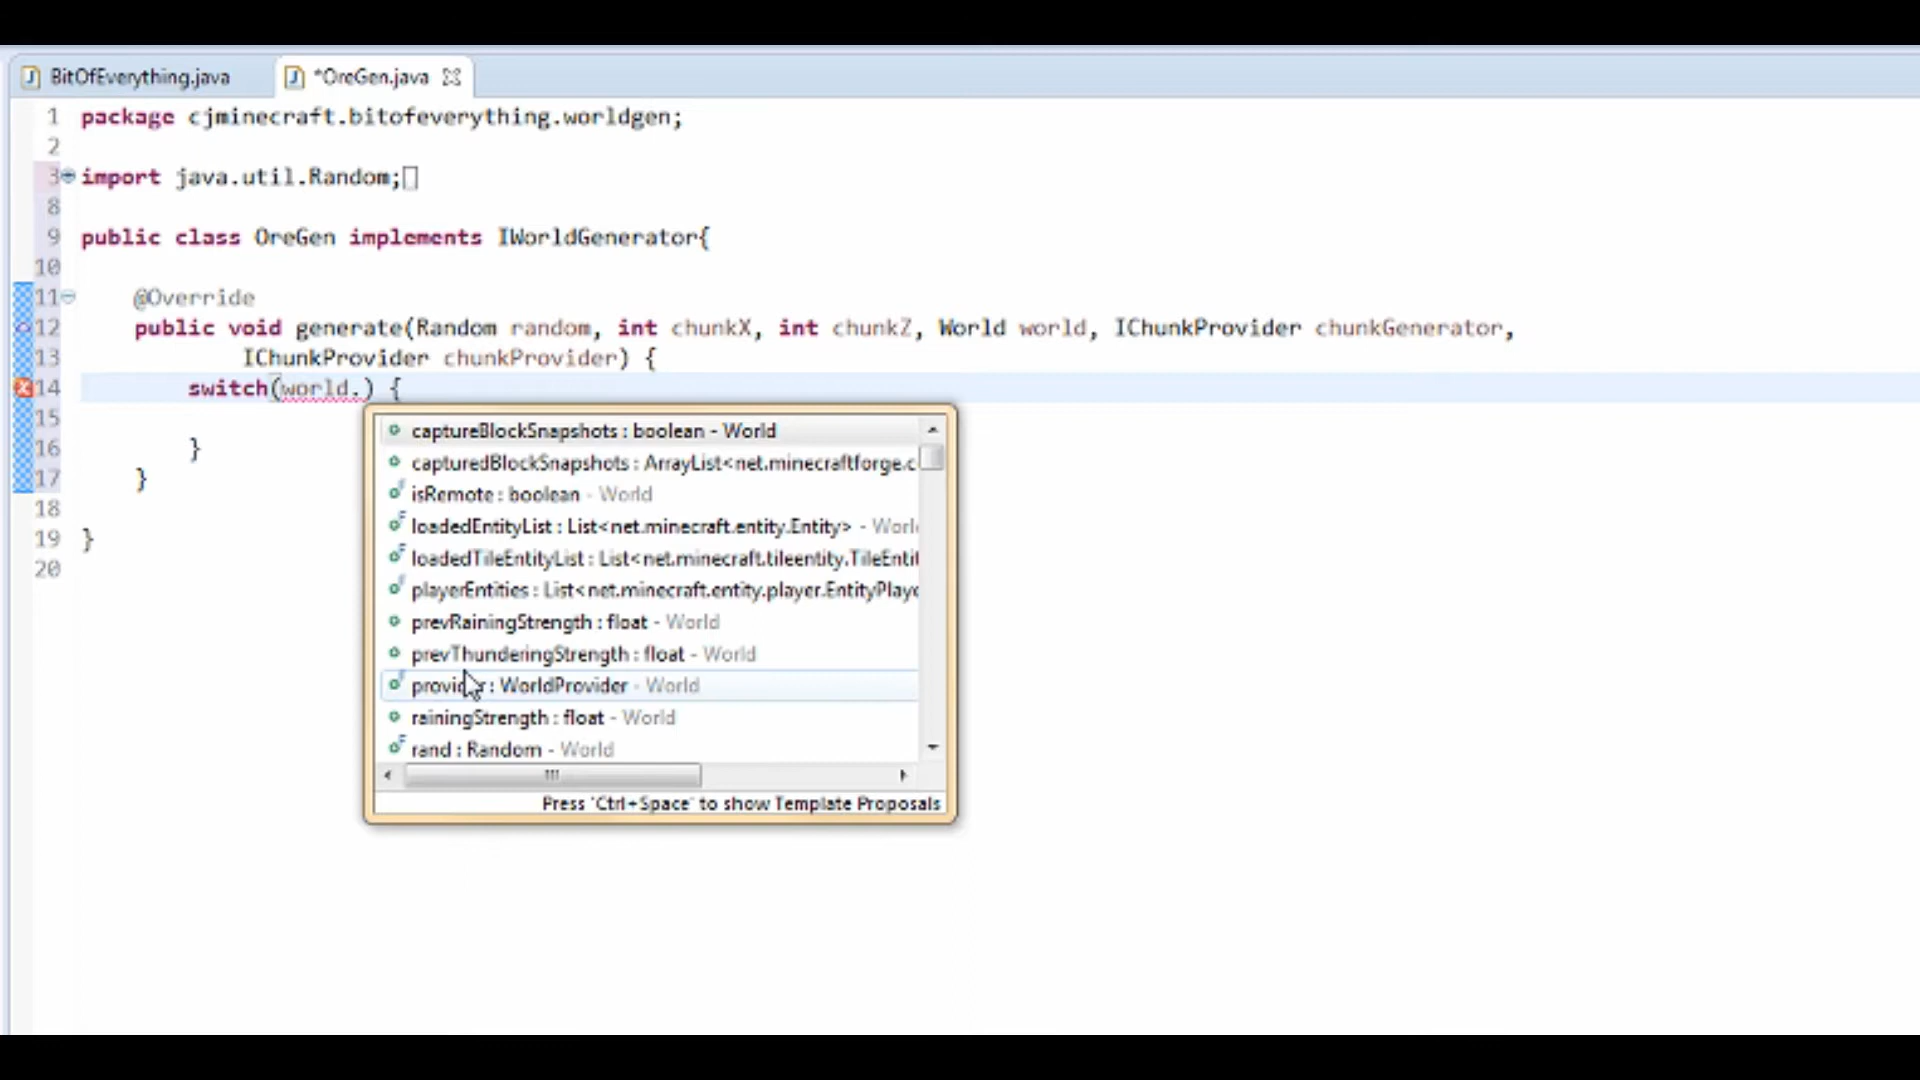 BitOfEverything.java
*OreGen.java
1 package cjminecraft.bitofeverything.worldgen;
2
3 import java.util.Random;
8
9 public class OreGen implements IWorldGenerator{
10
11 @Override
12 public void generate(Random random, int chunkX, int chunkZ, World world, IChunkProvider chunkGenerator,
13 IChunkProvider chunkProvider) {
14 switch(world.) {
15
16 }
17 }
18
19 }
20
captureBlockSnapshots : boolean - World
capturedBlockSnapshots : ArrayList<net.minecraftforge.c
isRemote : boolean - World
loadedEntityList : List<net.minecraft.entity.Entity> - Worl
loadedTileEntityList : List<net.minecraft.tileentity.TileEntit
playerEntities : List<net.minecraft.entity.player.EntityPlaye
prevRainingStrength : float - World
prevThunderingStrength : float - World
provider : WorldProvider - World
rainingStrength : float - World
rand : Random - World
Press 'Ctrl+Space' to show Template Proposals